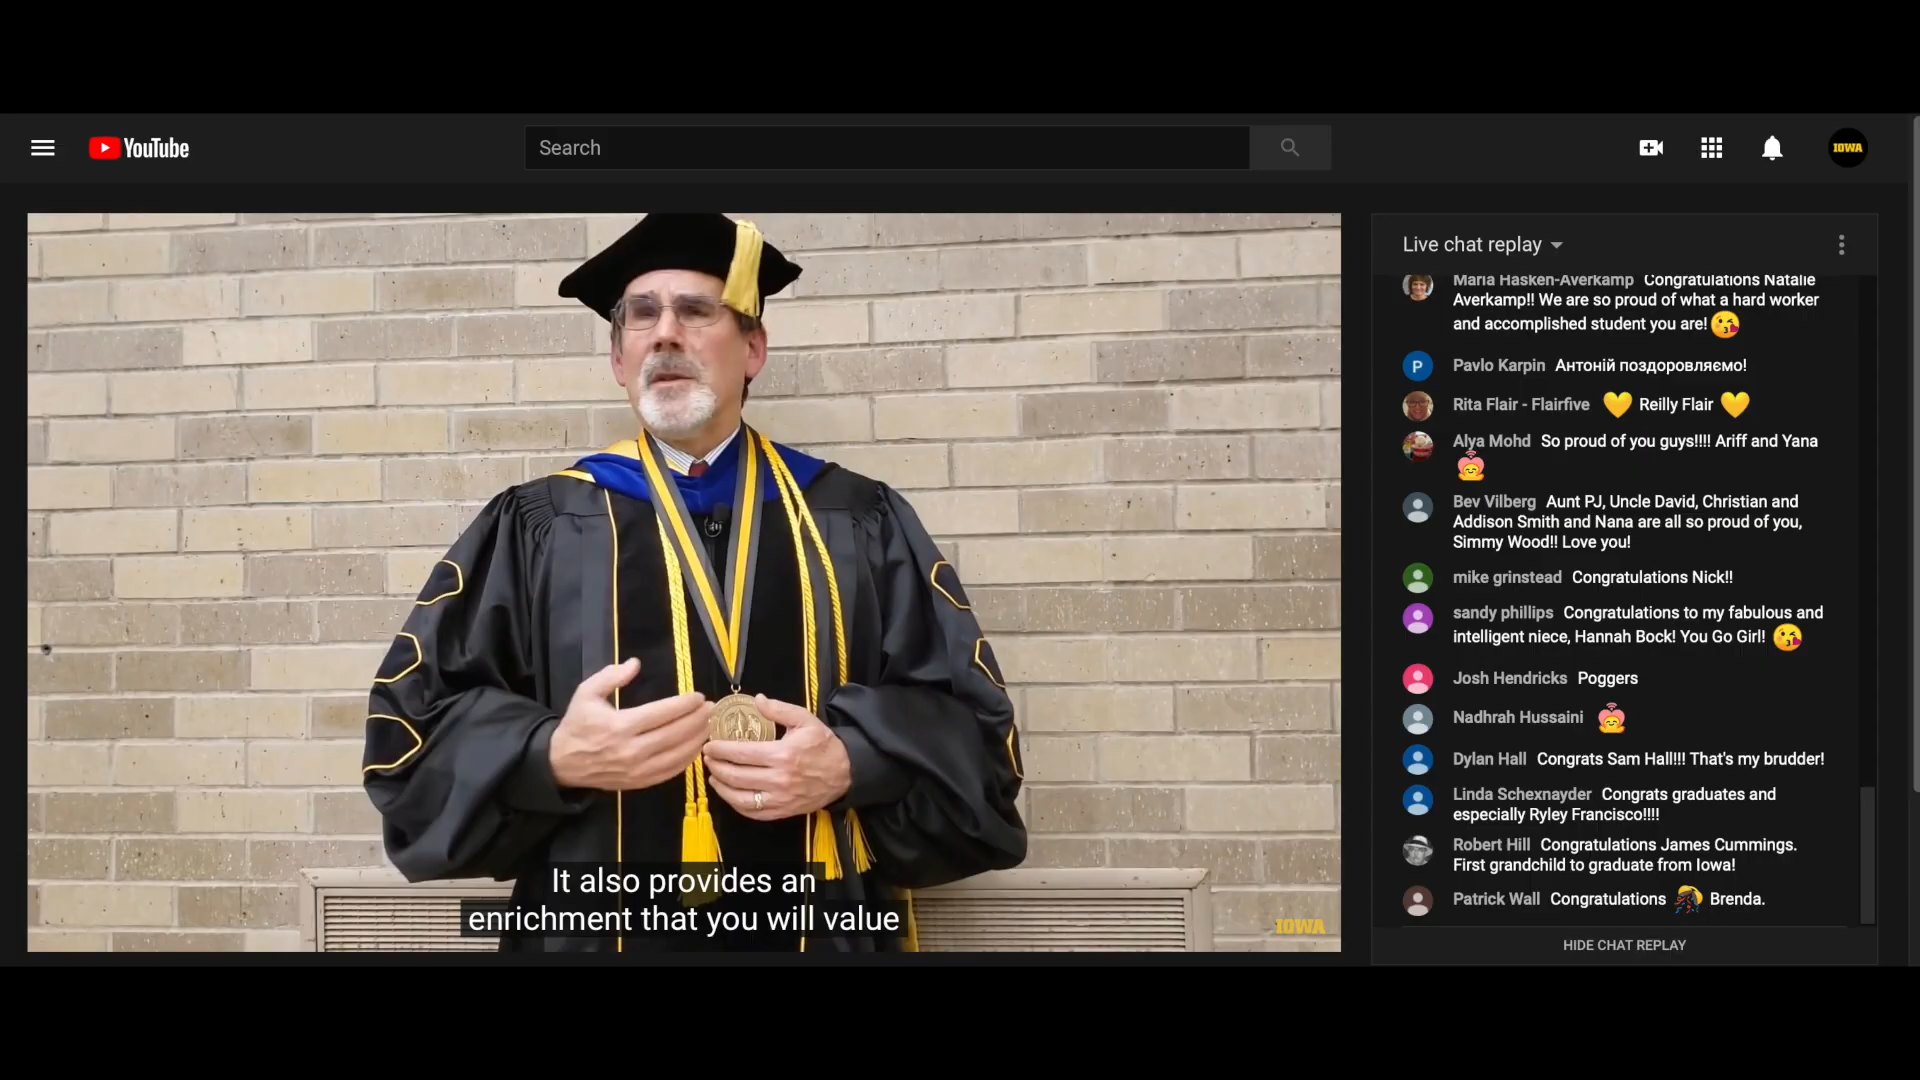 YouTube
Search
IOWA
It also provides an
enrichment that you will value
IOWA
Live chat replay
Maria Hasken-Averkamp Congratulations Natalie
Averkamp!! We are so proud of what a hard worker
and accomplished student you are!
P
Pavlo Karpin Антоній поздоровляємо!
Rita Flair - Flairfive Reilly Flair
Alya Mohd So proud of you guys!!!! Ariff and Yana
Bev Vilberg Aunt PJ, Uncle David, Christian and
Addison Smith and Nana are all so proud of you,
Simmy Wood!! Love you!
mike grinstead Congratulations Nick!!
sandy phillips Congratulations to my fabulous and
intelligent niece, Hannah Bock! You Go Girl!
Josh Hendricks Poggers
Nadhrah Hussaini
Dylan Hall Congrats Sam Hall!!! That's my brudder!
Linda Schexnayder Congrats graduates and
especially Ryley Francisco!!!!
Robert Hill Congratulations James Cummings.
First grandchild to graduate from Iowa!
Patrick Wall Congratulations Brenda.
HIDE CHAT REPLAY